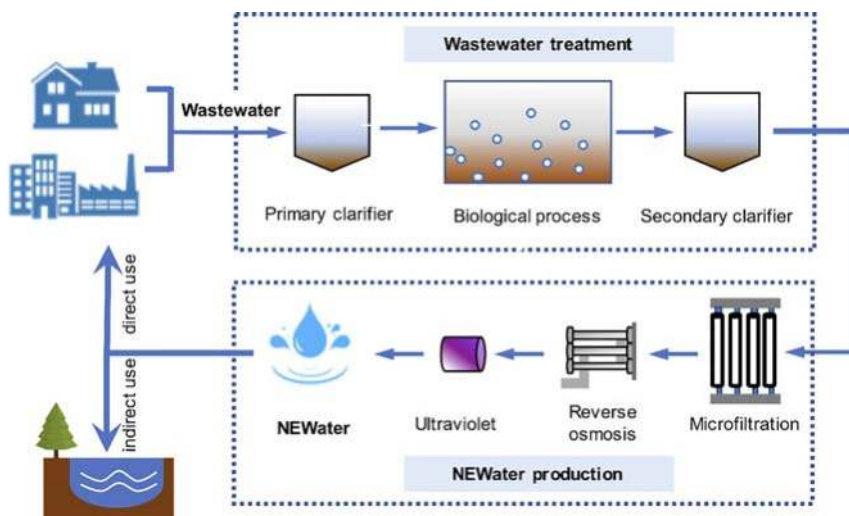 Wastewater treatment
Wastewater
Primary clarifier
Biological process
Secondary clarifier
direct use
indirect use
NEWater
Ultraviolet
Reverse
osmosis
Microfiltration
NEWater production